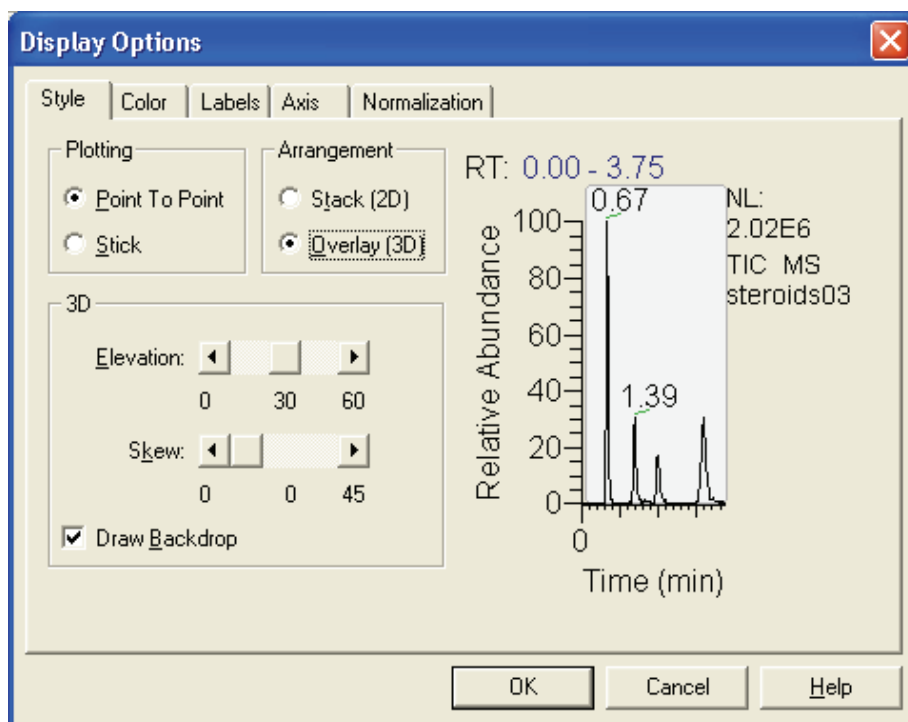 Display Options
Style Color Labels Axis Normalization
Plotting
Point To Point
Stick
Arrangement
Stack (2D)
Overlay (3D)
3D
Elevation:
0 30 60
Skew:
0 0 45
Draw Backdrop
RT: 0.00 - 3.75
0.67
NL:
2.02E6
TIC MS
steroids03
Relative Abundance
100
80
60
40
20
0
1.39
0
Time (min)
OK Cancel Help